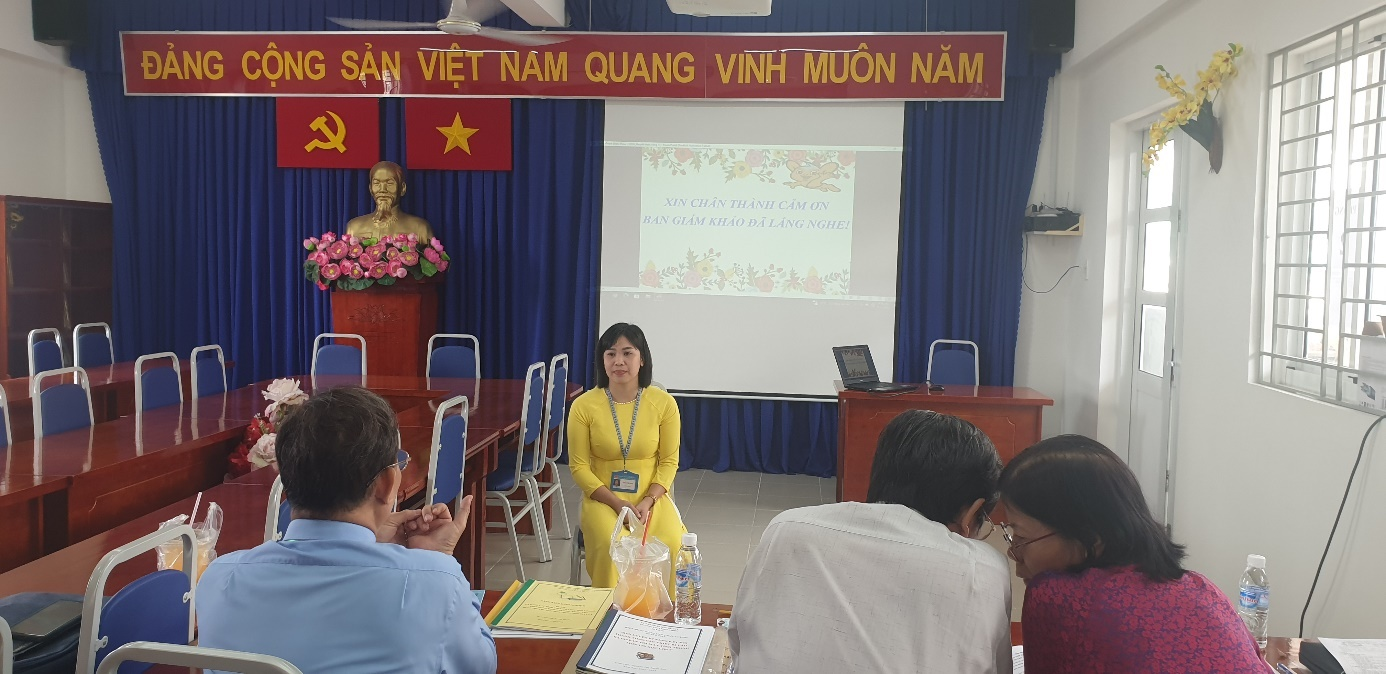 ĐẢNG CỘNG SẢN VIỆT NAM QUANG VINH MUÔN NĂM
XIN CHÂN THÀNH CẢM ƠN
BAN GIÁM KHẢO ĐÃ LẮNG NGHE!